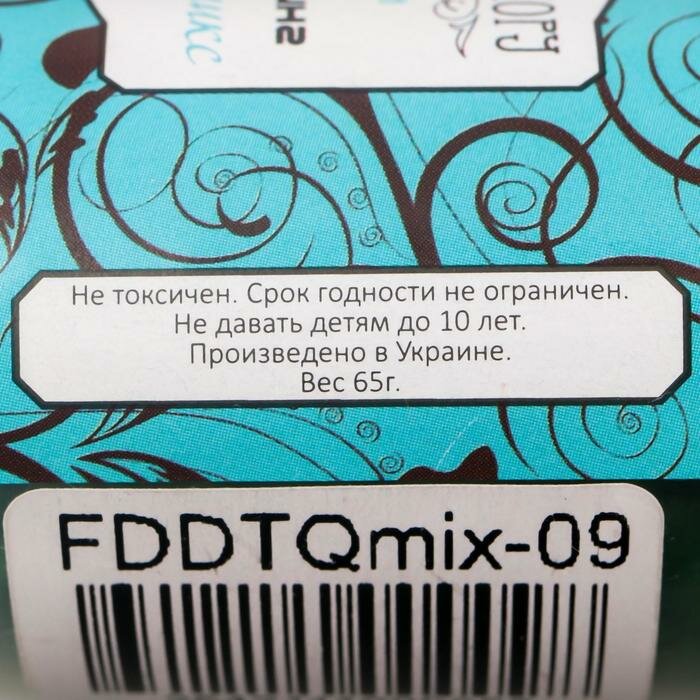 Не токсичен. Срок годности не ограничен.
Не давать детям до 10 лет.
Произведено в Украине.
Вес 65г.
FDDTQmix-09